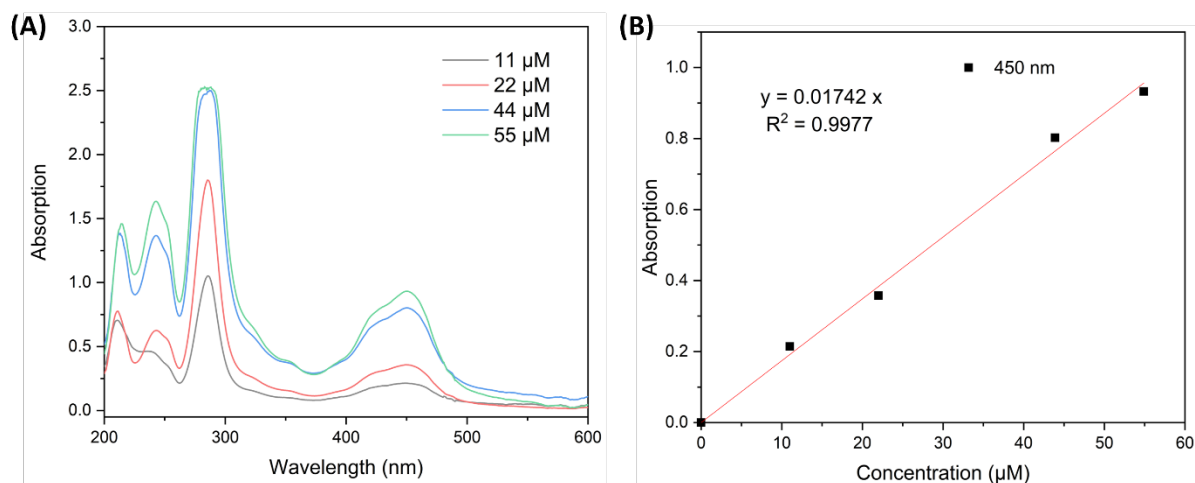 (A)
3.0
2.5
2.0
1.5
1.0
0.5
0.0
Absorption
11 µM
22 µM
44 µM
55 µM
200 300 400 500 600
Wavelength (nm)
(B)
1.0
0.8
0.6
0.4
0.2
0.0
Absorption
450 nm
y = 0.01742 x
R² = 0.9977
0 10 20 30 40 50 60
Concentration (µM)